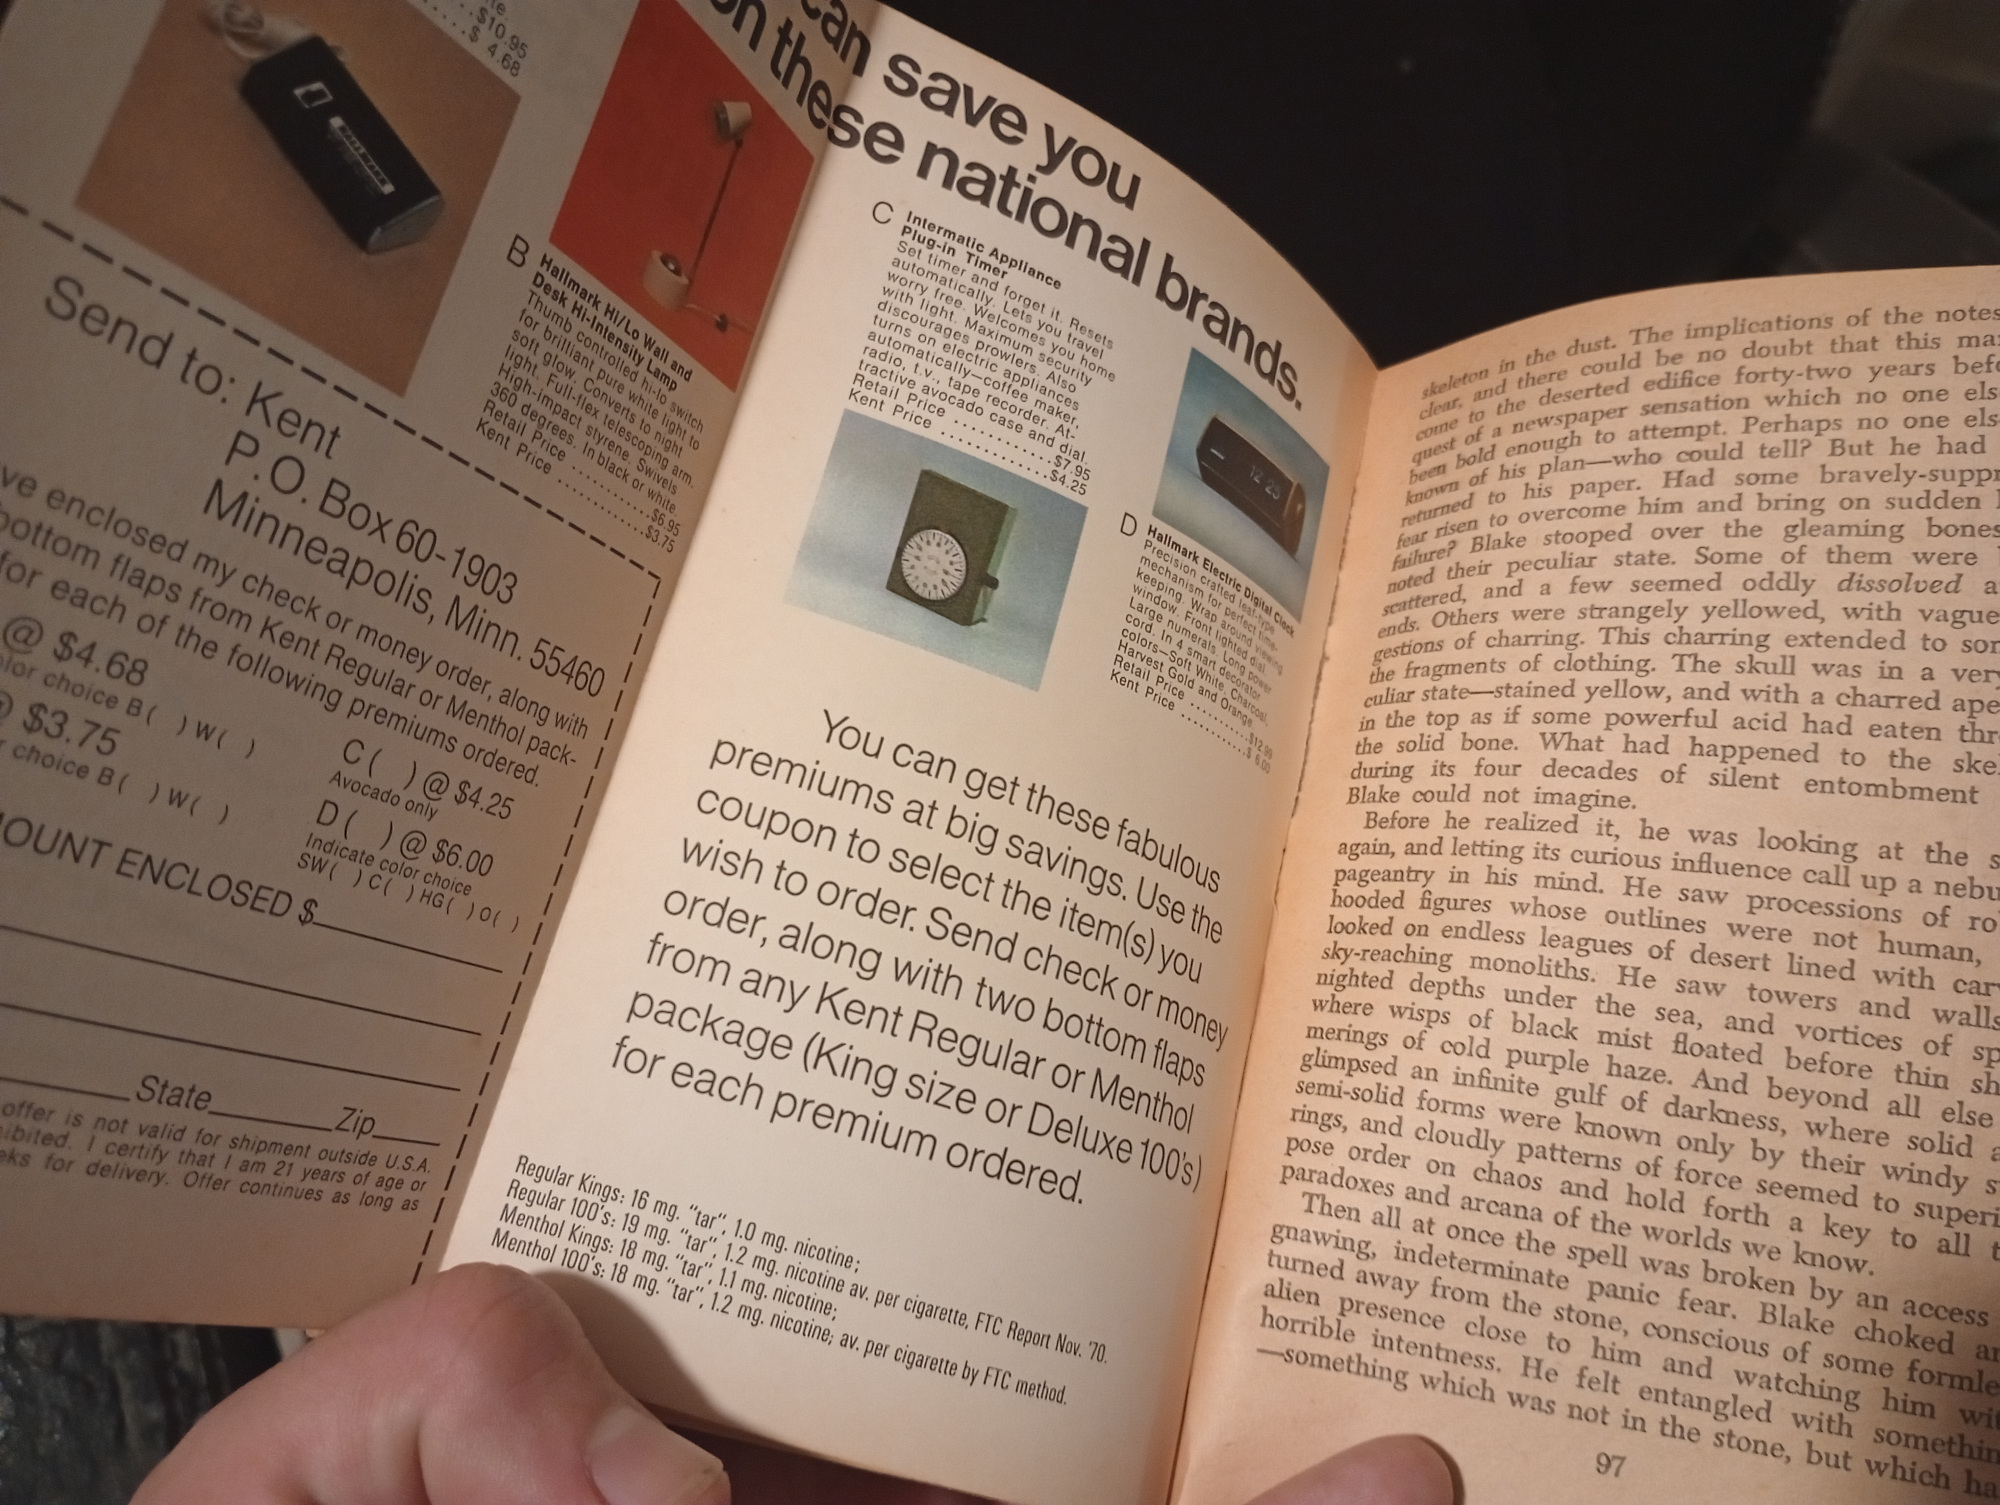 $10.95
$ 4.68
B Hallmark Hi/Lo Wall and
Desk Hi-Intensity Lamp
Thumb controlled hi-lo switch
for brilliant pure white light to
soft glow. Converts to night
light. Full-flex telescoping arm.
High-impact styrene. Swivels
360 degrees. In black or white.
Retail Price ..........$6.95
Kent Price ..........$3.75
Send to: Kent
P.O. Box 60-1903
Minneapolis, Minn. 55460
ve enclosed my check or money order, along with
bottom flaps from Kent Regular or Menthol pack-
for each of the following premiums ordered.
@ $4.68
lor choice B( ) W( )
@ $3.75
r choice B( ) W( )
C ( ) @ $4.25
Avocado only
D ( ) @ $6.00
Indicate color choice
SW( ) C( ) HG( ) O( )
OUNT ENCLOSED $
State Zip
offer is not valid for shipment outside U.S.A.
ibited. I certify that I am 21 years of age or
eks for delivery. Offer continues as long as
can save you
on these national brands.
C Intermatic Appliance
Plug-in Timer
Set timer and forget it. Resets
automatically. Lets you travel
worry free. Welcomes you home
with light. Maximum security
discourages prowlers. Also
turns on electric appliances
automatically—coffee maker,
radio, t.v., tape recorder. At-
tractive avocado case and dial.
Retail Price ..........$7.95
Kent Price ..........$4.25
12 25
D Hallmark Electric Digital Clock
Precision crafted leaf-type
mechanism for perfect time-
keeping. Wrap around viewing
window. Front lighted dial.
Large numerals. Long power
cord. In 4 smart decorator
colors—Soft White, Charcoal,
Harvest Gold and Orange.
Retail Price ..........
Kent Price ..........$ 6.00
You can get these fabulous
premiums at big savings. Use the
coupon to select the item(s) you
wish to order. Send check or money
order, along with two bottom flaps
from any Kent Regular or Menthol
package (King size or Deluxe 100's)
for each premium ordered.
Regular Kings: 16 mg. "tar", 1.0 mg. nicotine;
Regular 100's: 19 mg. "tar", 1.2 mg. nicotine av. per cigarette, FTC Report Nov. '70.
Menthol Kings: 18 mg. "tar", 1.1 mg. nicotine;
Menthol 100's: 18 mg. "tar", 1.2 mg. nicotine; av. per cigarette by FTC method.
skeleton in the dust. The implications of the notes
clear, and there could be no doubt that this ma
come to the deserted edifice forty-two years befo
quest of a newspaper sensation which no one els
been bold enough to attempt. Perhaps no one els
known of his plan—who could tell? But he had
returned to his paper. Had some bravely-suppr
fear risen to overcome him and bring on sudden
failure? Blake stooped over the gleaming bones
noted their peculiar state. Some of them were
scattered, and a few seemed oddly dissolved a
ends. Others were strangely yellowed, with vague
gestions of charring. This charring extended to som
the fragments of clothing. The skull was in a ver
culiar state—stained yellow, and with a charred ape
in the top as if some powerful acid had eaten thr
the solid bone. What had happened to the ske
during its four decades of silent entombment
Blake could not imagine.
Before he realized it, he was looking at the s
again, and letting its curious influence call up a nebu
pageantry in his mind. He saw processions of ro
hooded figures whose outlines were not human,
looked on endless leagues of desert lined with car
sky-reaching monoliths. He saw towers and walls
nighted depths under the sea, and vortices of sp
where wisps of black mist floated before thin sh
merings of cold purple haze. And beyond all else
glimpsed an infinite gulf of darkness, where solid a
semi-solid forms were known only by their windy s
rings, and cloudly patterns of force seemed to superi
pose order on chaos and hold forth a key to all t
paradoxes and arcana of the worlds we know.
Then all at once the spell was broken by an access
gnawing, indeterminate panic fear. Blake choked an
turned away from the stone, conscious of some formle
alien presence close to him and watching him wit
horrible intentness. He felt entangled with somethin
—something which was not in the stone, but which ha
97